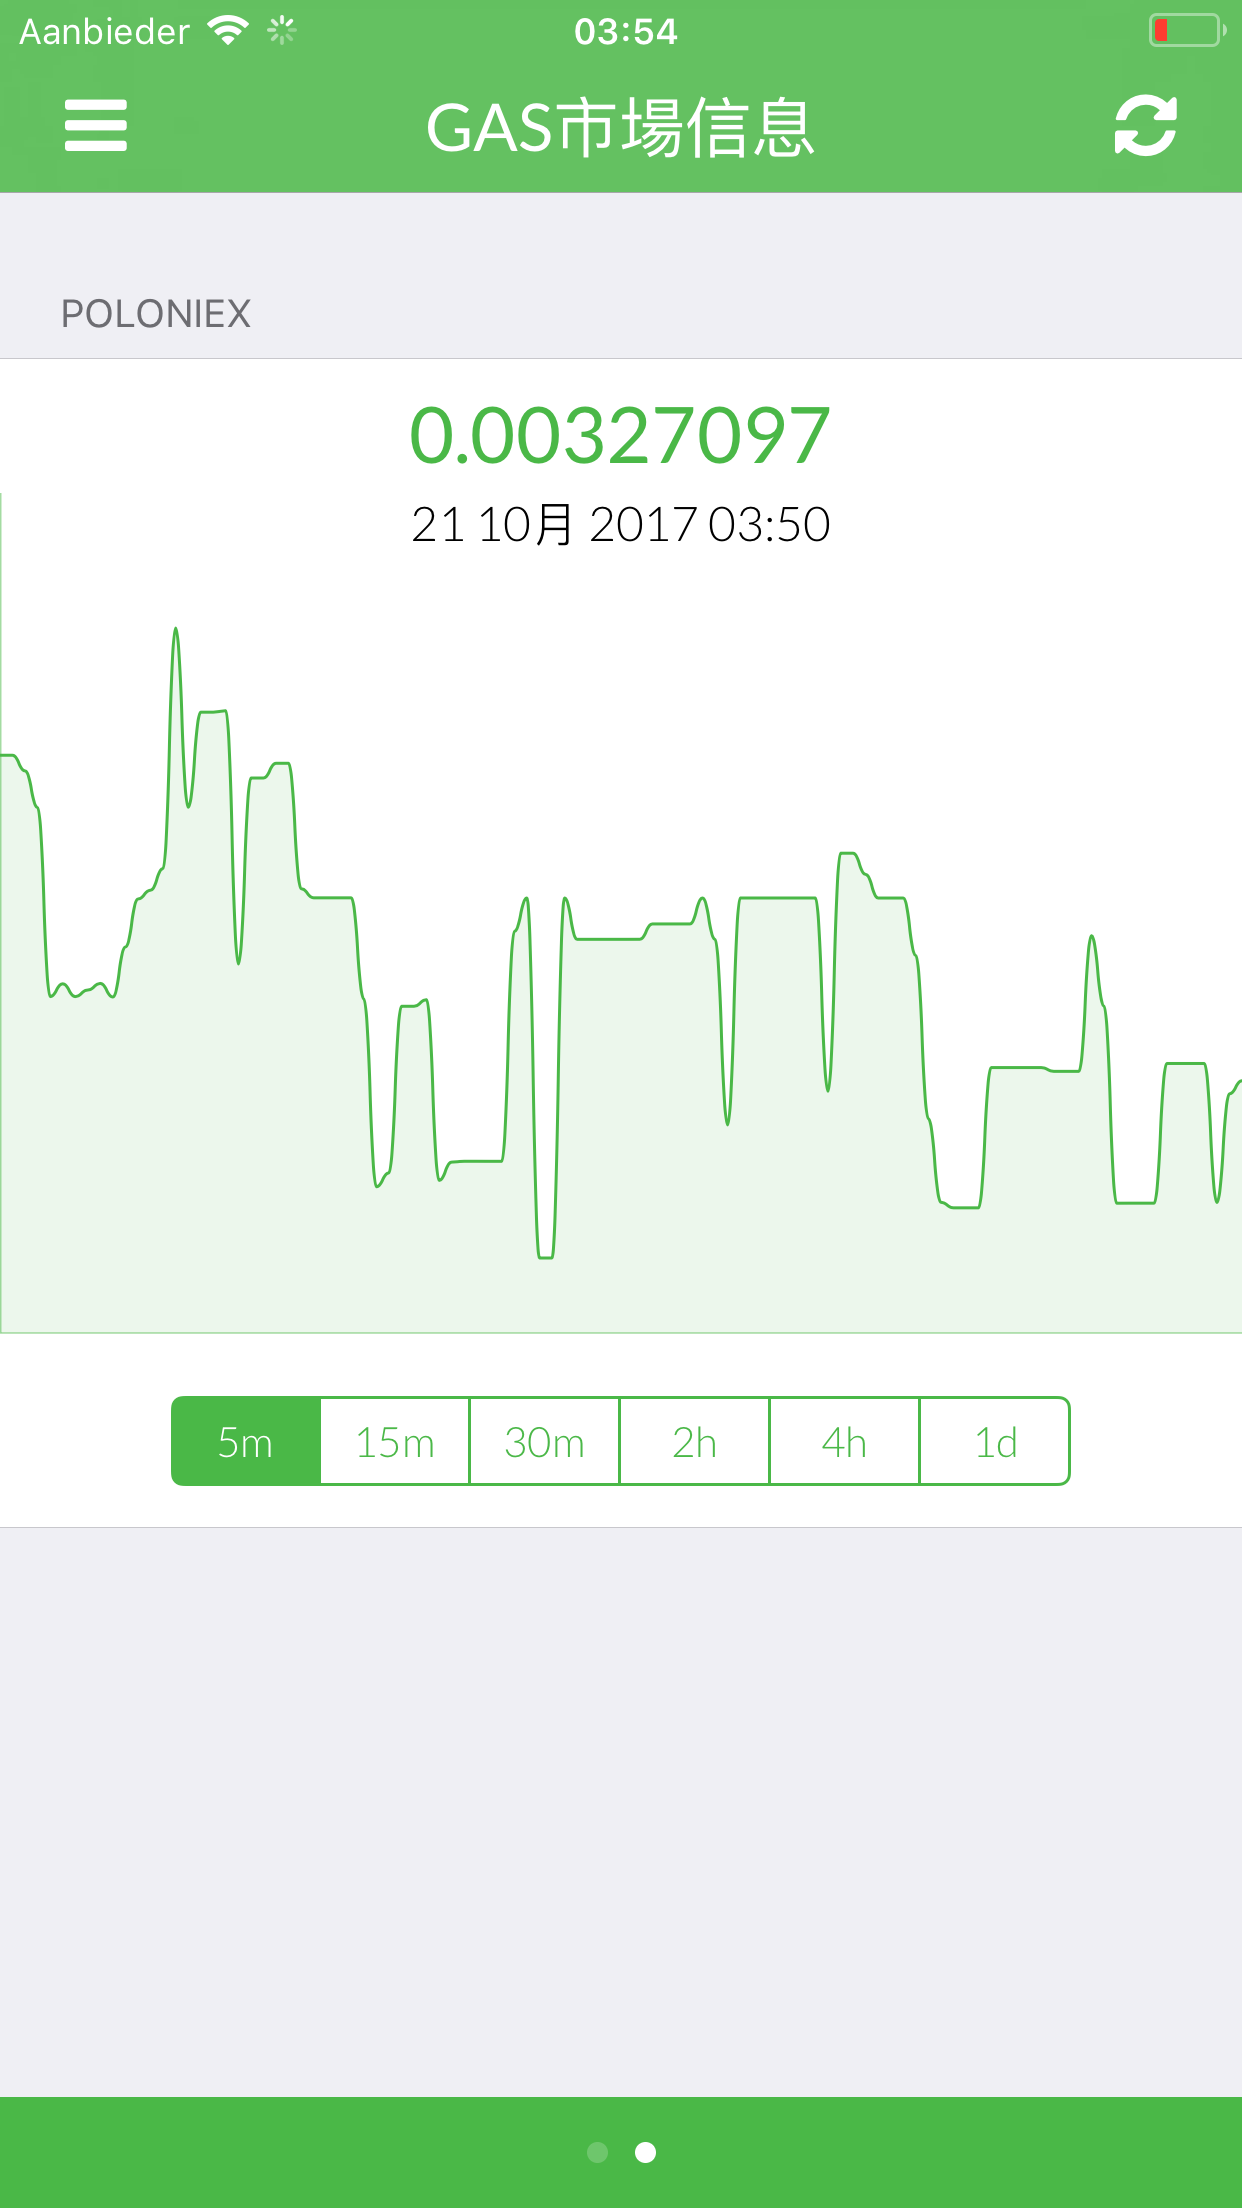 Aanbieder 03:54
GAS市場信息
POLONIEX
0.00327097
21 10月 2017 03:50
5m 15m 30m 2h 4h 1d